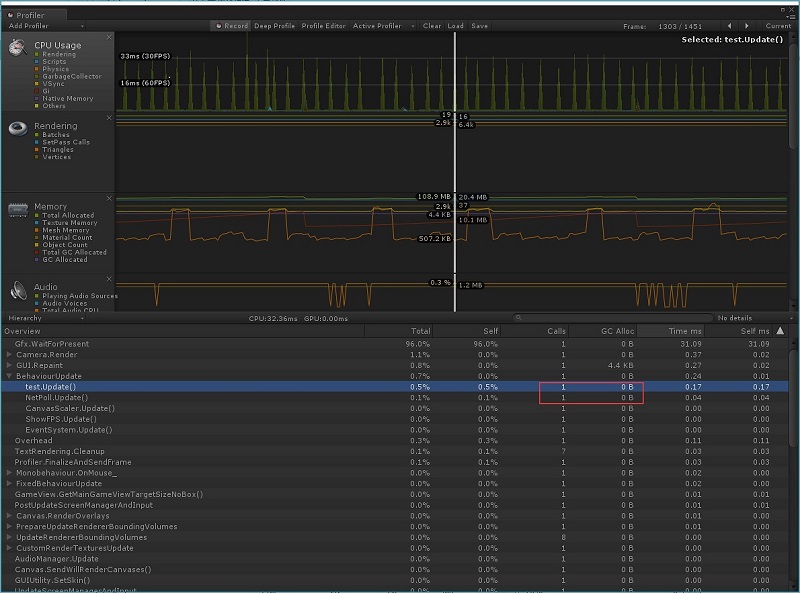 Profiler
Add Profiler Record Deep Profile Profile Editor Active Profiler Clear Load Save Frame: 1303 / 1451 Current
CPU Usage
Rendering
Scripts
Physics
GarbageCollector
VSync
Gi
Native Memory
Others
33ms (30FPS)
16ms (60FPS)
Selected: test.Update()
Rendering
Batches
SetPass Calls
Triangles
Vertices
19 16
2.9k 6.4k
Memory
Total Allocated
Texture Memory
Mesh Memory
Material Count
Object Count
Total GC Allocated
GC Allocated
108.9 MB 20.4 MB
2.9k 37
4.4 KB 10.1 MB
507.2 KB
Audio
Playing Audio Sources
Audio Voices
Total Audio CPU
0.3 % 1.2 MB
Hierarchy CPU:32.36ms GPU:0.00ms No details
Overview Total Self Calls GC Alloc Time ms Self ms
Gfx.WaitForPresent 96.0% 96.0% 1 0 B 31.09 31.09
Camera.Render 1.1% 0.0% 1 0 B 0.37 0.02
GUI.Repaint 0.8% 0.0% 1 4.4 KB 0.27 0.02
BehaviourUpdate 0.7% 0.0% 1 0 B 0.24 0.01
test.Update() 0.5% 0.5% 1 0 B 0.17 0.17
NetPoll.Update() 0.1% 0.1% 1 0 B 0.04 0.04
CanvasScaler.Update() 0.0% 0.0% 1 0 B 0.00 0.00
ShowFPS.Update() 0.0% 0.0% 1 0 B 0.00 0.00
EventSystem.Update() 0.0% 0.0% 1 0 B 0.00 0.00
Overhead 0.3% 0.3% 1 0 B 0.11 0.11
TextRendering.Cleanup 0.1% 0.1% 7 0 B 0.03 0.03
Profiler.FinalizeAndSendFrame 0.1% 0.1% 1 0 B 0.03 0.03
Monobehaviour.OnMouse_ 0.0% 0.0% 1 0 B 0.02 0.00
FixedBehaviourUpdate 0.0% 0.0% 1 0 B 0.02 0.00
GameView.GetMainGameViewTargetSizeNoBox() 0.0% 0.0% 1 0 B 0.01 0.01
PostUpdateScreenManagerAndInput 0.0% 0.0% 1 0 B 0.01 0.01
Canvas.RenderOverlays 0.0% 0.0% 1 0 B 0.01 0.00
PrepareUpdateRendererBoundingVolumes 0.0% 0.0% 1 0 B 0.01 0.00
UpdateRendererBoundingVolumes 0.0% 0.0% 8 0 B 0.00 0.00
CustomRenderTexturesUpdate 0.0% 0.0% 1 0 B 0.00 0.00
AudioManager.Update 0.0% 0.0% 1 0 B 0.00 0.00
Canvas.SendWillRenderCanvases() 0.0% 0.0% 1 0 B 0.00 0.00
GUIUtility.SetSkin() 0.0% 0.0% 1 0 B 0.00 0.00
UpdateScreenManagerAndInput 0.0% 0.0% 1 0 B 0.00 0.00